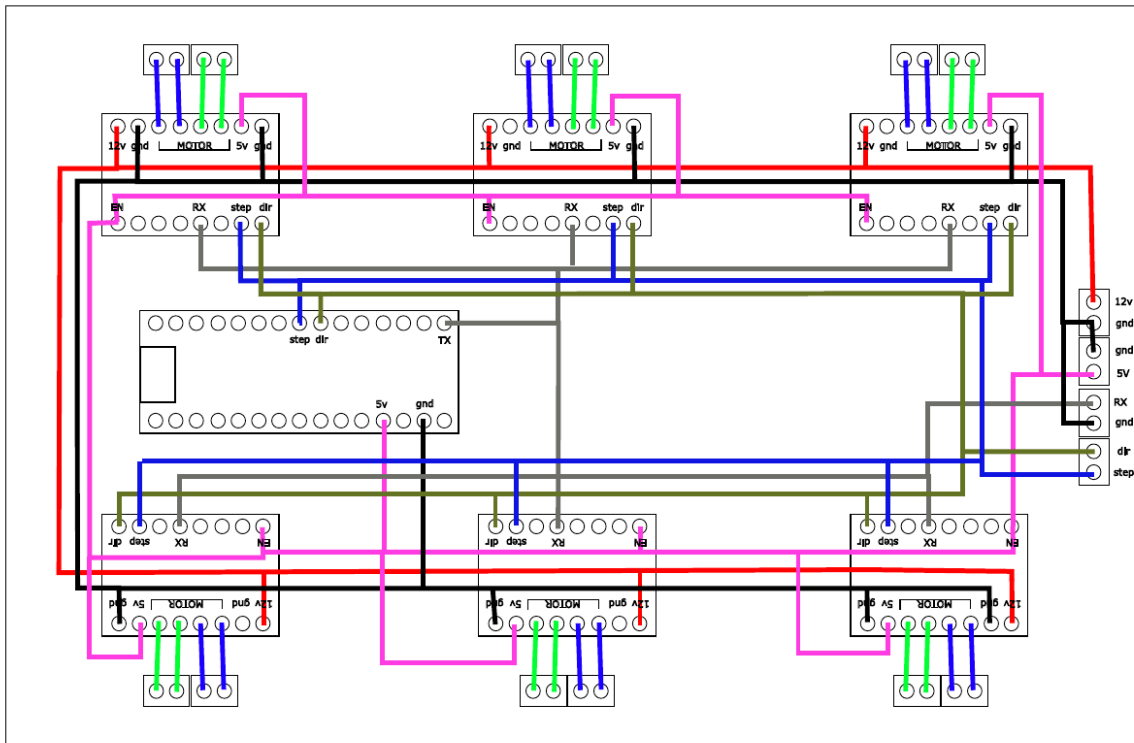 12v gnd MOTOR 5v gnd
12v gnd MOTOR 5v gnd
12v gnd MOTOR 5v gnd
EN RX step dir
EN RX step dir
EN RX step dir
step dir TX
5v gnd
12v
gnd
gnd
5V
RX
gnd
dir
step
dir step RX EN
dir step RX EN
dir step RX EN
gnd 5v MOTOR gnd 12v
gnd 5v MOTOR gnd 12v
gnd 5v MOTOR gnd 12v